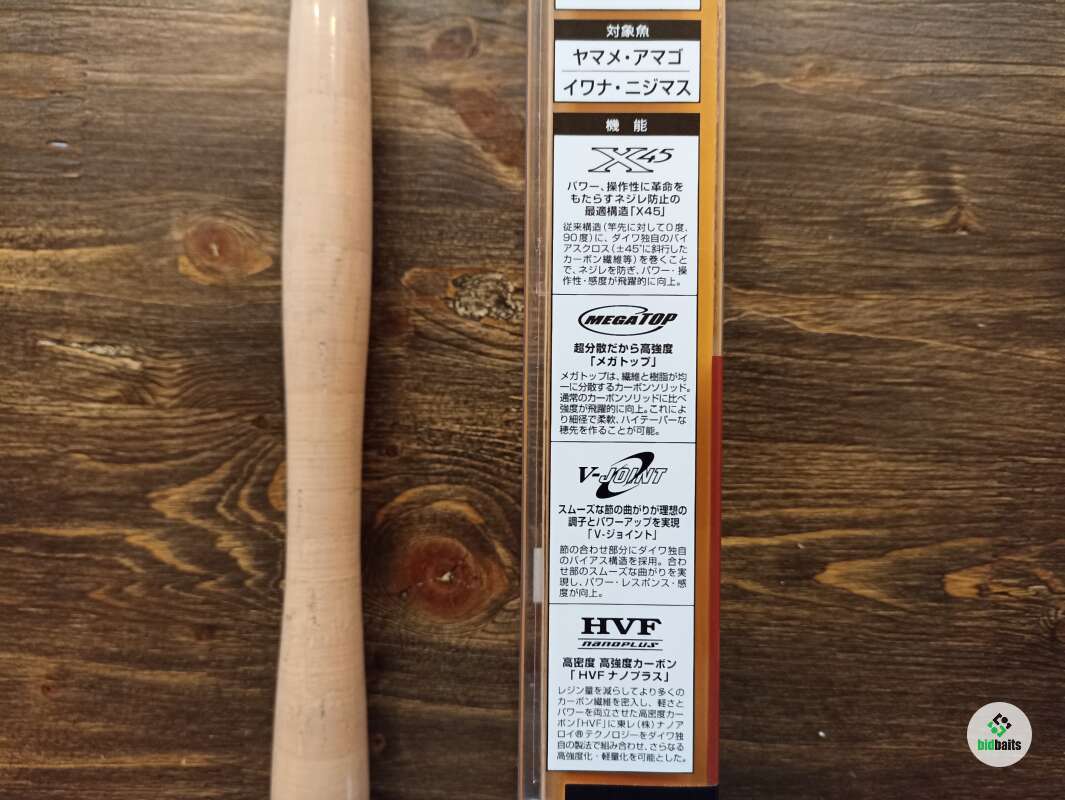 対象魚
ヤマメ・アマゴ
イワナ・ニジマス
機 能
X45
パワー、操作性に革命を
もたらすネジレ防止の
最適構造「X45」
従来構造(竿先に対して0度、
90度)に、ダイワ独自のバイ
アスクロス(±45°に斜行した
カーボン繊維等)を巻くこと
で、ネジレを防ぎ、パワー・操
作性・感度が飛躍的に向上。
MEGATOP
超分散だから高強度
「メガトップ」
メガトップは、繊維と樹脂が均
一に分散するカーボンソリッド。
通常のカーボンソリッドに比べ
強度が飛躍的に向上。これによ
り細径で柔軟、ハイテーパーな
穂先を作ることが可能。
V-JOINT
スムーズな節の曲がりが理想の
調子とパワーアップを実現
「V-ジョイント」
節の合わせ部分にダイワ独自
のバイアス構造を採用。合わ
せ部のスムーズな曲がりを実
現し、パワー・レスポンス・感
度が向上。
HVF
nanoplus
高密度 高強度カーボン
「HVF ナノプラス」
レジン量を減らしてより多くの
カーボン繊維を密入し、軽さと
パワーを両立させた高密度カー
ボン「HVF」に東レ(株)ナノア
ロイ®テクノロジーをダイワ独
自の製法で組み合わせ、さらなる
高強度化・軽量化を可能とした。
bidbaits